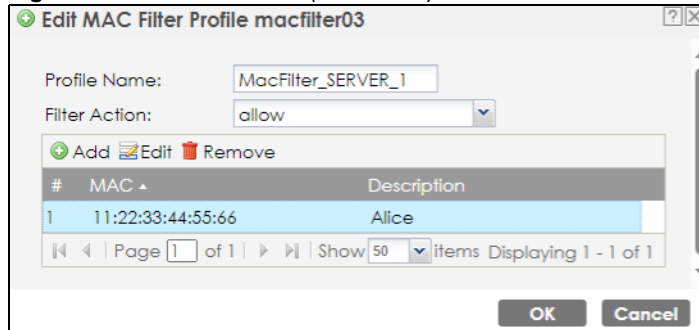 Edit MAC Filter Profile macfilter03 ? X
Profile Name: MacFilter_SERVER_1
Filter Action: allow
Add Edit Remove
# MAC Description
1 11:22:33:44:55:66 Alice
Page 1 of 1 Show 50 items Displaying 1 - 1 of 1
OK Cancel